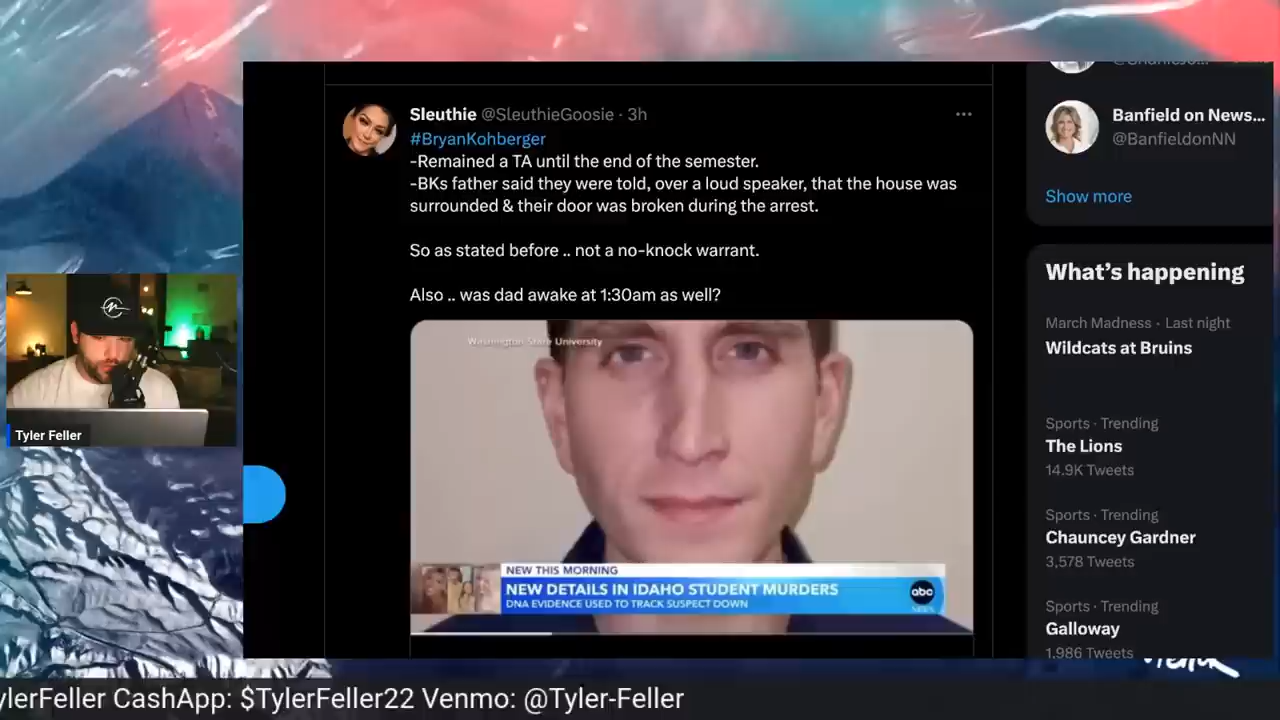 Sleuthie @SleuthieGoosie · 3h
#BryanKohberger
-Remained a TA until the end of the semester.
-BKs father said they were told, over a loud speaker, that the house was
surrounded & their door was broken during the arrest.
So as stated before .. not a no-knock warrant.
Also .. was dad awake at 1:30am as well?
Washington State University
NEW THIS MORNING
NEW DETAILS IN IDAHO STUDENT MURDERS
DNA EVIDENCE USED TO TRACK SUSPECT DOWN
abc
NEWS
Banfield on News...
@BanfieldonNN
Show more
What's happening
March Madness · Last night
Wildcats at Bruins
Sports · Trending
The Lions
14.9K Tweets
Sports · Trending
Chauncey Gardner
3,578 Tweets
Sports · Trending
Galloway
1,986 Tweets
Tyler Feller
ylerFeller CashApp: $TylerFeller22 Venmo: @Tyler-Feller